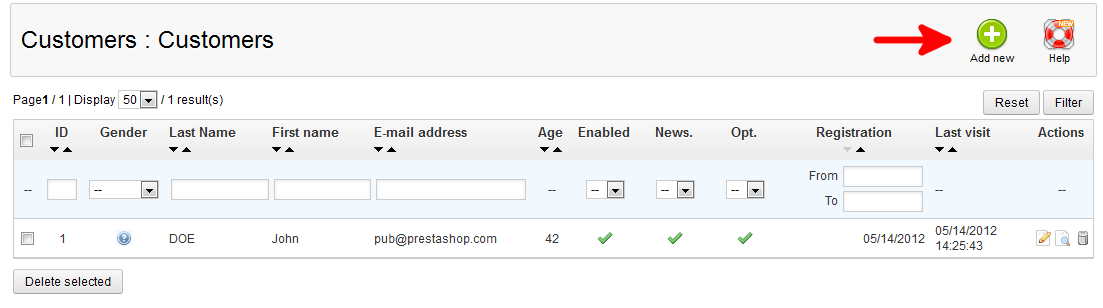 Customers : Customers
NEW
Add new
Help
Page1 / 1 | Display 50 / 1 result(s)
Reset
Filter
ID Gender Last Name First name E-mail address Age Enabled News. Opt. Registration Last visit Actions
From
-- -- -- -- -- -- -- --
To
1 ? DOE John pub@prestashop.com 42 05/14/2012 05/14/2012
14:25:43
Delete selected